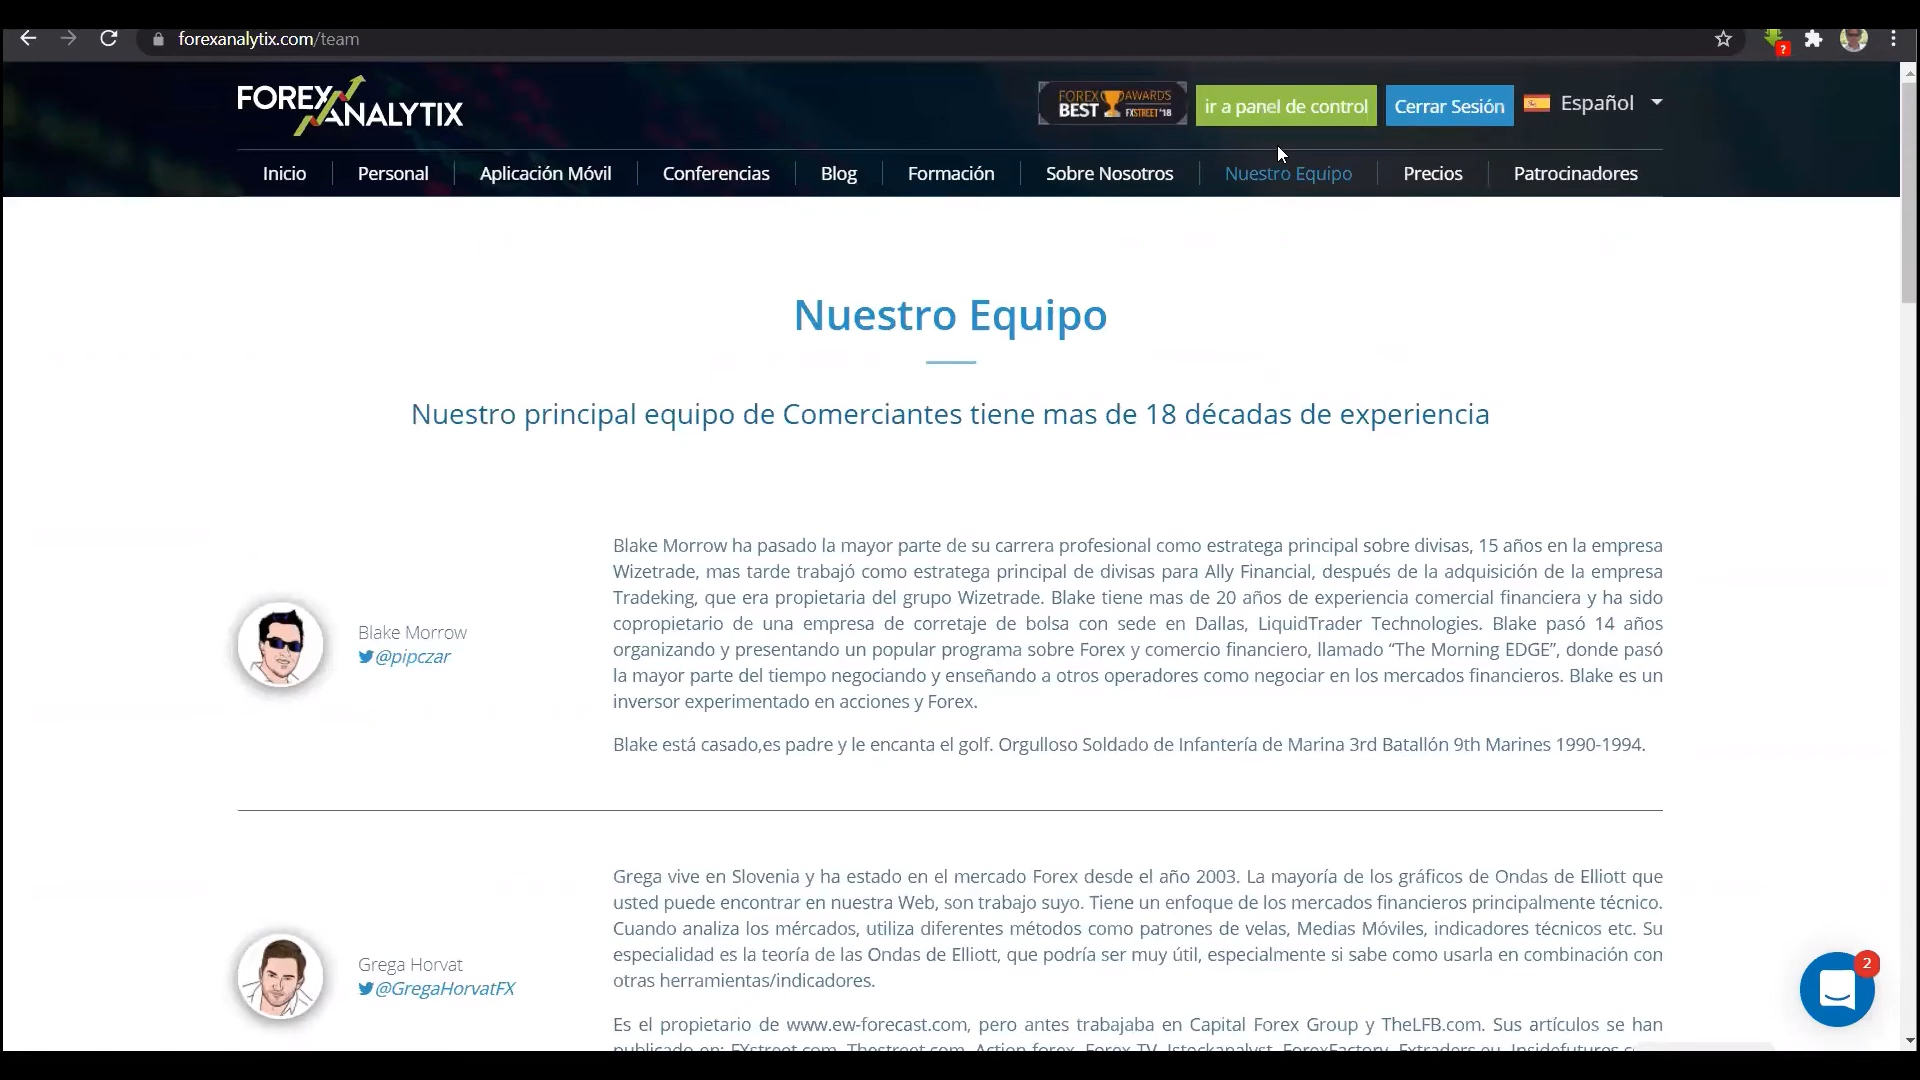 forexanalytix.com/team
?
FOREX ANALYTIX
FOREX AWARDS
BEST FXSTREET '18
ir a panel de control
Cerrar Sesión
Español
Inicio
Personal
Aplicación Móvil
Conferencias
Blog
Formación
Sobre Nosotros
Nuestro Equipo
Precios
Patrocinadores
Nuestro Equipo
Nuestro principal equipo de Comerciantes tiene mas de 18 décadas de experiencia
Blake Morrow
@pipczar
Blake Morrow ha pasado la mayor parte de su carrera profesional como estratega principal sobre divisas, 15 años en la empresa
Wizetrade, mas tarde trabajó como estratega principal de divisas para Ally Financial, después de la adquisición de la empresa
Tradeking, que era propietaria del grupo Wizetrade. Blake tiene mas de 20 años de experiencia comercial financiera y ha sido
copropietario de una empresa de corretaje de bolsa con sede en Dallas, LiquidTrader Technologies. Blake pasó 14 años
organizando y presentando un popular programa sobre Forex y comercio financiero, llamado “The Morning EDGE”, donde pasó
la mayor parte del tiempo negociando y enseñando a otros operadores como negociar en los mercados financieros. Blake es un
inversor experimentado en acciones y Forex.
Blake está casado,es padre y le encanta el golf. Orgulloso Soldado de Infantería de Marina 3rd Batallón 9th Marines 1990-1994.
Grega Horvat
@GregaHorvatFX
Grega vive en Slovenia y ha estado en el mercado Forex desde el año 2003. La mayoría de los gráficos de Ondas de Elliott que
usted puede encontrar en nuestra Web, son trabajo suyo. Tiene un enfoque de los mercados financieros principalmente técnico.
Cuando analiza los mércados, utiliza diferentes métodos como patrones de velas, Medias Móviles, indicadores técnicos etc. Su
especialidad es la teoría de las Ondas de Elliott, que podría ser muy útil, especialmente si sabe como usarla en combinación con
otras herramientas/indicadores.
Es el propietario de www.ew-forecast.com, pero antes trabajaba en Capital Forex Group y TheLFB.com. Sus artículos se han
publicado en: FXstreet.com, Thestreet.com, Action forex, Forex TV, Istockanalyst, ForexFactory, Fxtraders.eu, Insidefutures
2